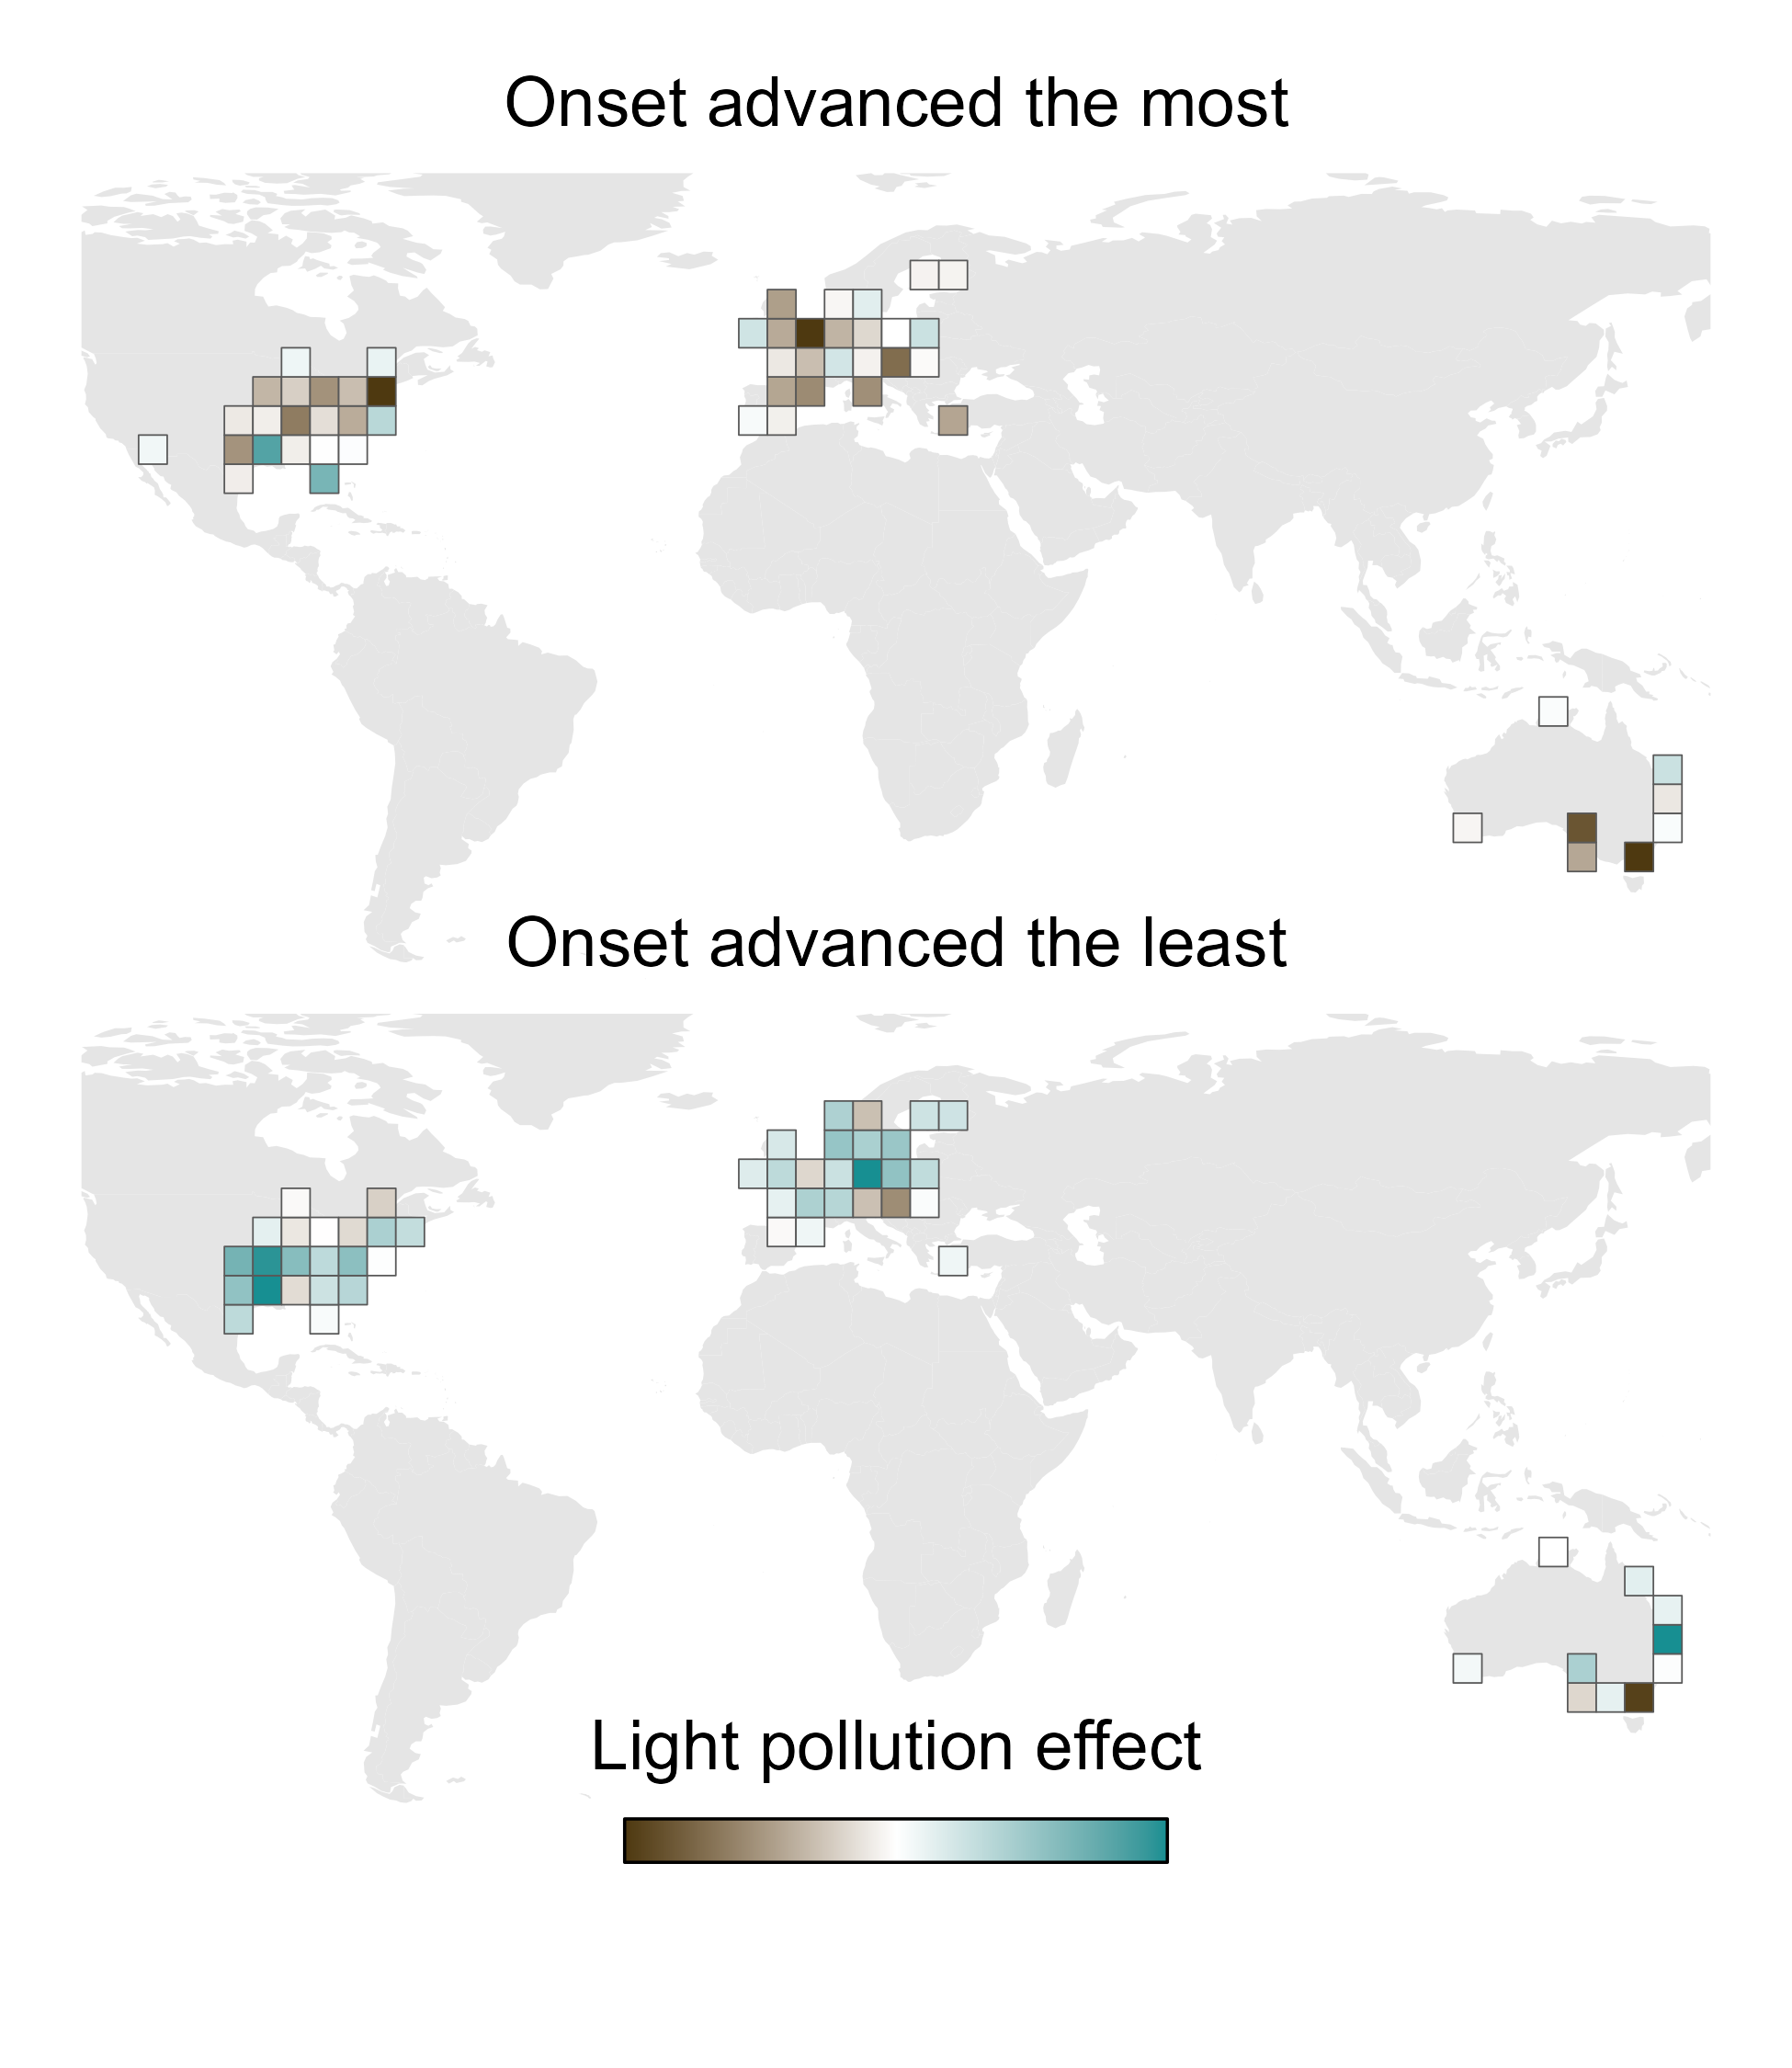 Onset advanced the most
Onset advanced the least
Light pollution effect